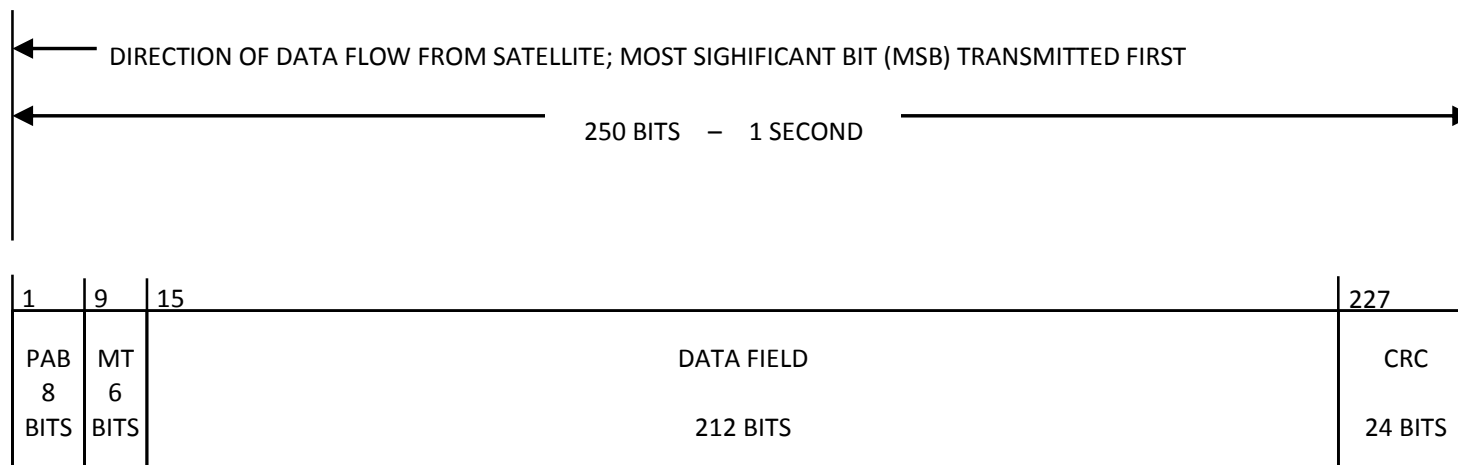 DIRECTION OF DATA FLOW FROM SATELLITE; MOST SIGHIFICANT BIT (MSB) TRANSMITTED FIRST
250 BITS – 1 SECOND
1 9 15 227
PAB MT DATA FIELD CRC
8 6
BITS BITS 212 BITS 24 BITS